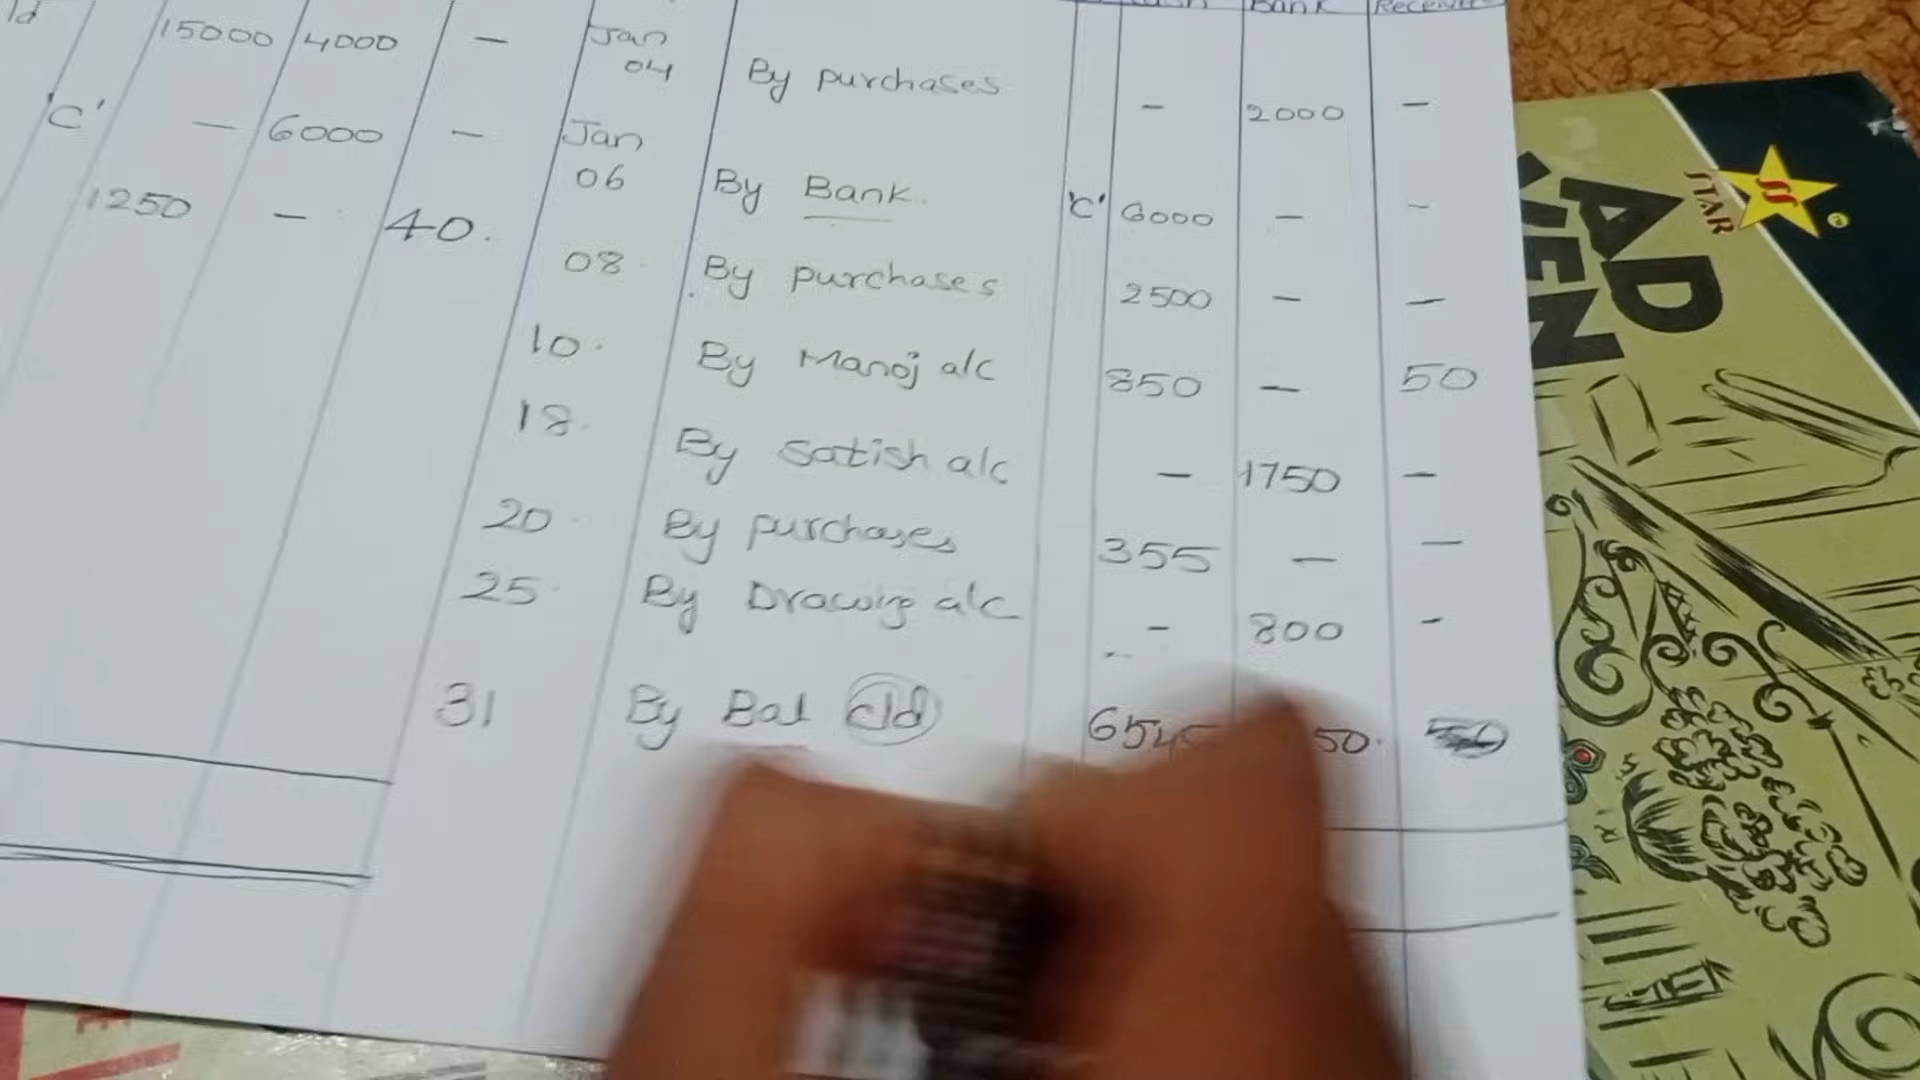 Bank
15000 4000 — Jan
04 By purchases — 2000 —
'C' — 6000 — Jan
06 By Bank. 'C' 6000 — -
1250 — 40.
08. By purchases 2500 — —
10. By Manoj a/c 850 — 50
18. By Satish a/c — 1750 —
20. By purchases 355 — —
25. By Drawing a/c - 800 -
31 By Bal c/d
STAR